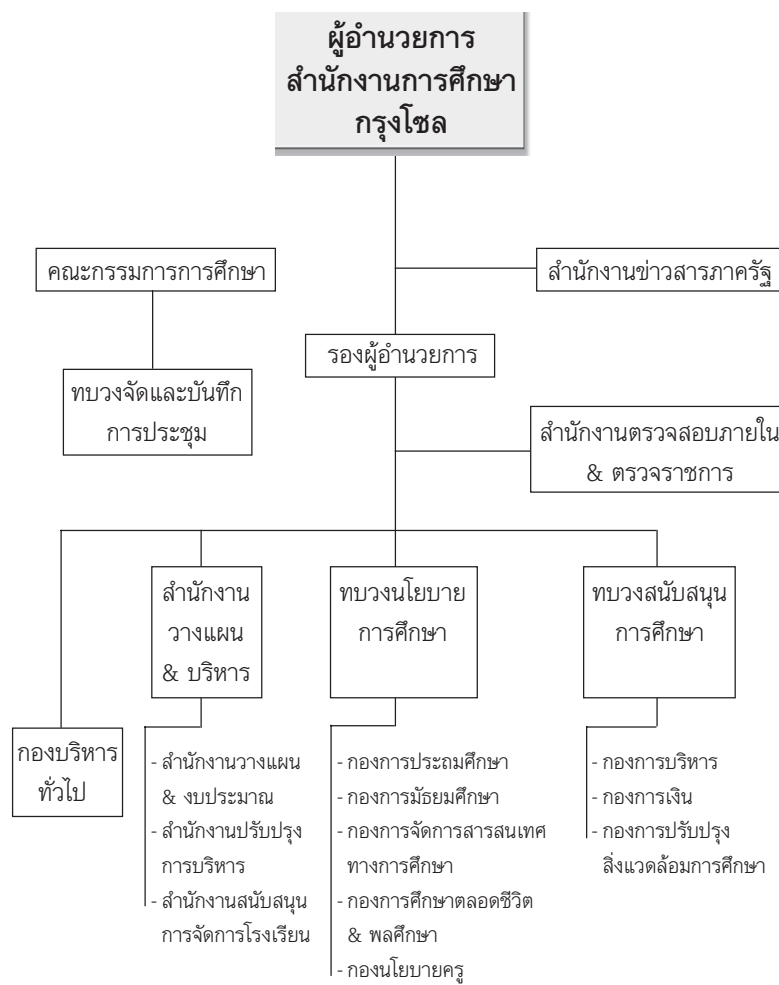 ผู้อำนวยการ
สำนักงานการศึกษา
กรุงโซล
คณะกรรมการการศึกษา
สำนักงานข่าวสารภาครัฐ
รองผู้อำนวยการ
ทบวงจัดและบันทึก
การประชุม
สำนักงานตรวจสอบภายใน
& ตรวจราชการ
สำนักงาน
วางแผน
& บริหาร
ทบวงนโยบาย
การศึกษา
ทบวงสนับสนุน
การศึกษา
กองบริหาร
ทั่วไป
- สำนักงานวางแผน
& งบประมาณ
- สำนักงานปรับปรุง
การบริหาร
- สำนักงานสนับสนุน
การจัดการโรงเรียน
- กองการประถมศึกษา
- กองการมัธยมศึกษา
- กองการจัดการสารสนเทศ
ทางการศึกษา
- กองการศึกษาตลอดชีวิต
& พลศึกษา
- กองนโยบายครู
- กองการบริหาร
- กองการเงิน
- กองการปรับปรุง
สิ่งแวดล้อมการศึกษา